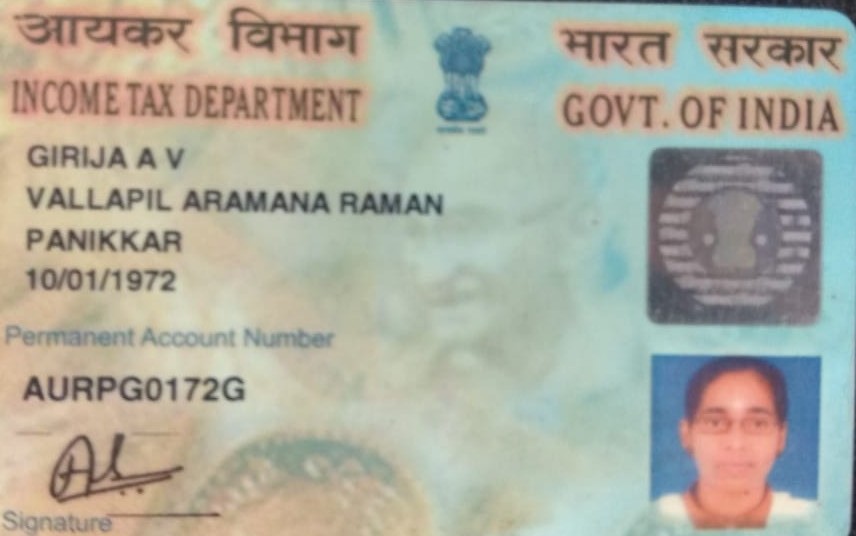 आयकर विभाग
भारत सरकार
INCOME TAX DEPARTMENT
GOVT. OF INDIA
GIRIJA A V
VALLAPIL ARAMANA RAMAN
PANIKKAR
10/01/1972
Permanent Account Number
AURPG0172G
Signature